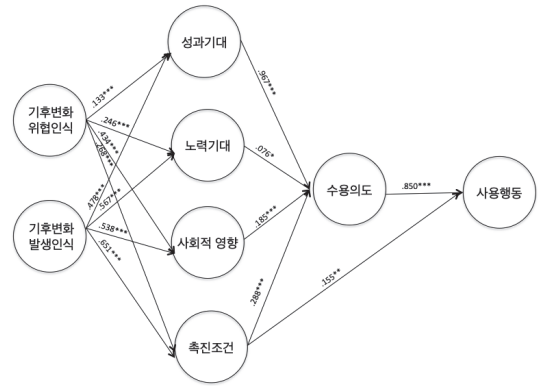 성과기대
기후변화
위협인식
.133***
.246***
.434***
.268***
노력기대
.967***
.076*
수용의도
.850***
사용행동
.478***
.567***
기후변화
발생인식
.538***
.651***
사회적 영향
.185***
.288***
.155**
촉진조건